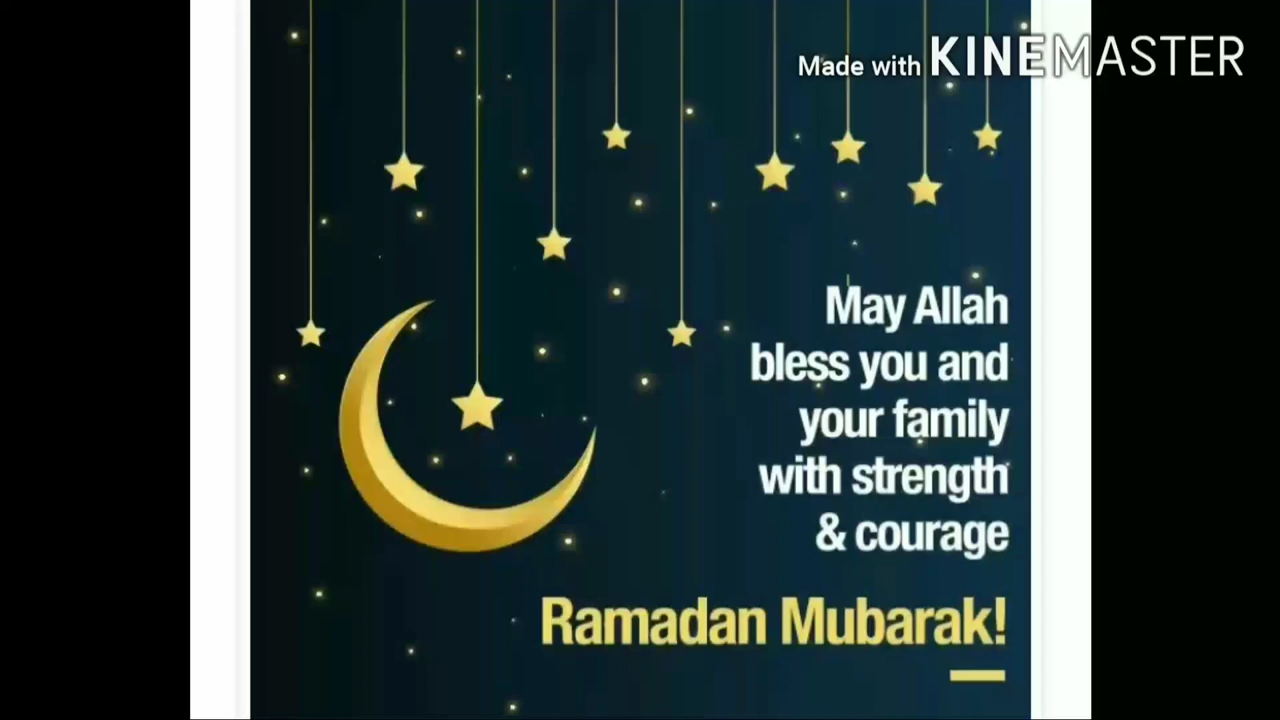 Made with KINEMASTER
May Allah
bless you and
your family
with strength
& courage
Ramadan Mubarak!